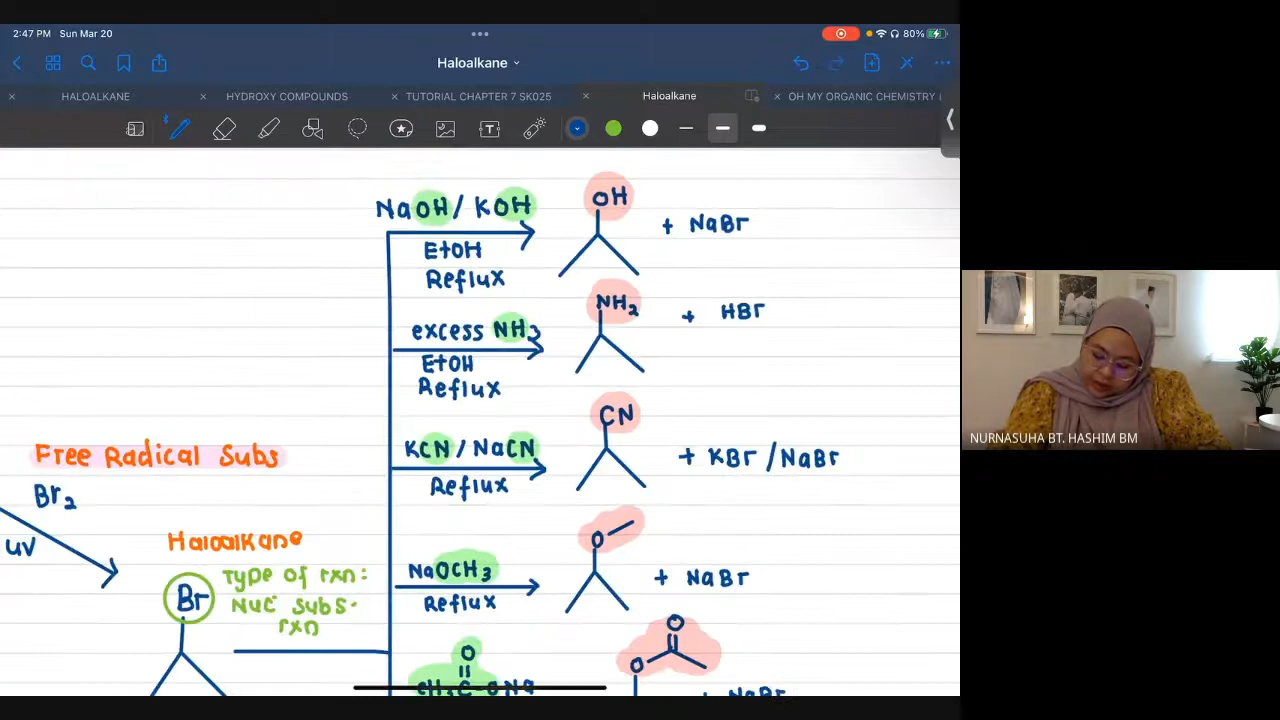 2:47 PM Sun Mar 20
80%
Haloalkane
HALOALKANE
HYDROXY COMPOUNDS
TUTORIAL CHAPTER 7 SK025
Haloalkane
OH MY ORGANIC CHEMISTRY (
NaOH / KOH
EtOH
Reflux
OH
+ NaBr
excess NH3
EtOH
Reflux
NH2
+ HBr
KCN / NaCN
Reflux
CN
+ KBr / NaBr
Free Radical Subs
Br2
UV
NaOCH3
Reflux
O
+ NaBr
Haloalkane
Type of rxn:
Nuc subs.
rxn
Br
O
CH3 C ONa
O
O
+ NaBr
NURNASUHA BT. HASHIM BM